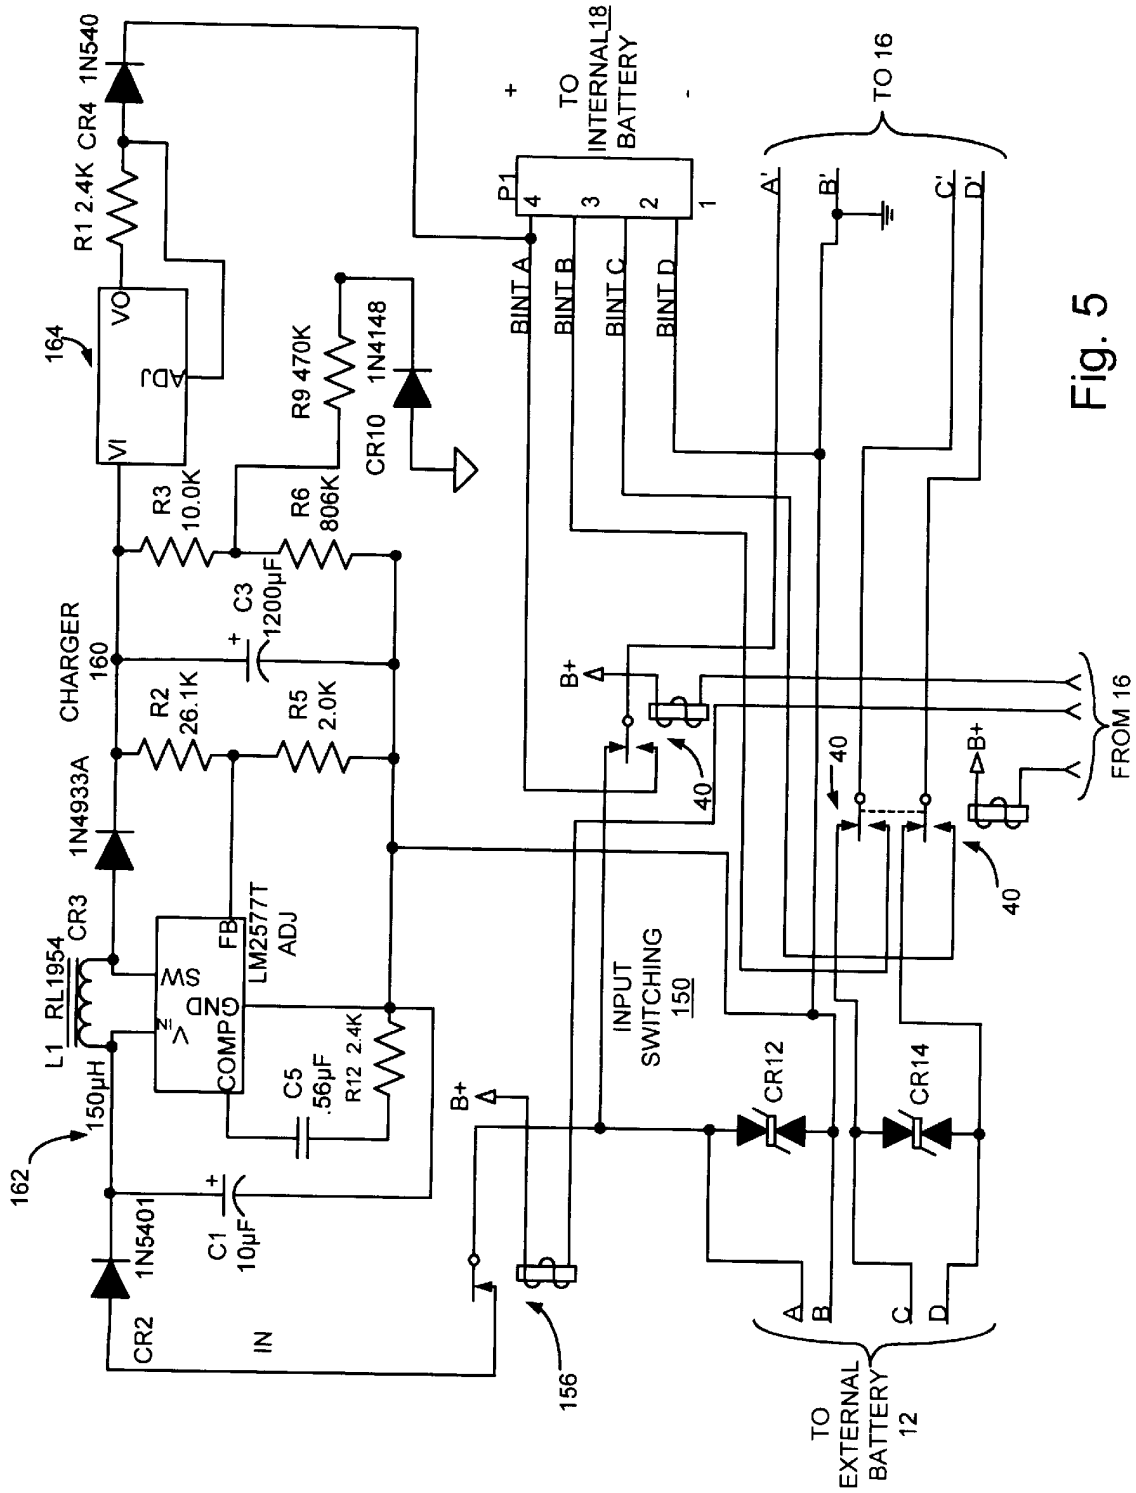 162
L1 RL1954
150µH
CR3
1N4933A
CHARGER
160
164
R1 2.4K
CR4 1N540
VI
VO
ADJ
CR2
1N5401
IN
V
IN
SW
GND
COMP
FB
LM2577T
ADJ
R2
26.1K
R5
2.0K
C3
1200µF
+
R3
10.0K
R6
806K
R9 470K
CR10
1N4148
C1
10µF
+
C5
.56µF
R12 2.4K
156
B+
INPUT
SWITCHING
150
B+
40
BINT A
BINT B
BINT C
BINT D
P1
4
3
2
1
+
TO
INTERNAL 18
BATTERY
-
A'
B'
C'
D'
TO 16
CR12
CR14
40
40
B+
FROM 16
A
B
C
D
TO
EXTERNAL
BATTERY
12
Fig. 5